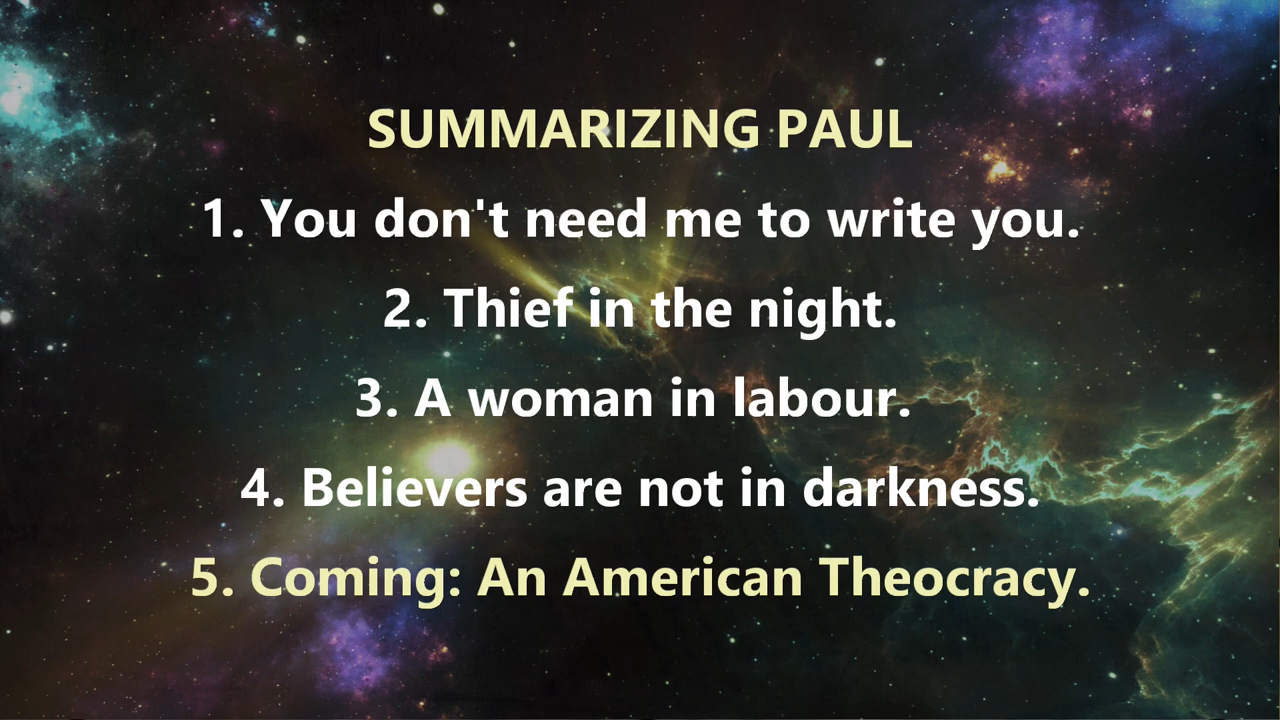 SUMMARIZING PAUL
1. You don't need me to write you.
2. Thief in the night.
3. A woman in labour.
4. Believers are not in darkness.
5. Coming: An American Theocracy.